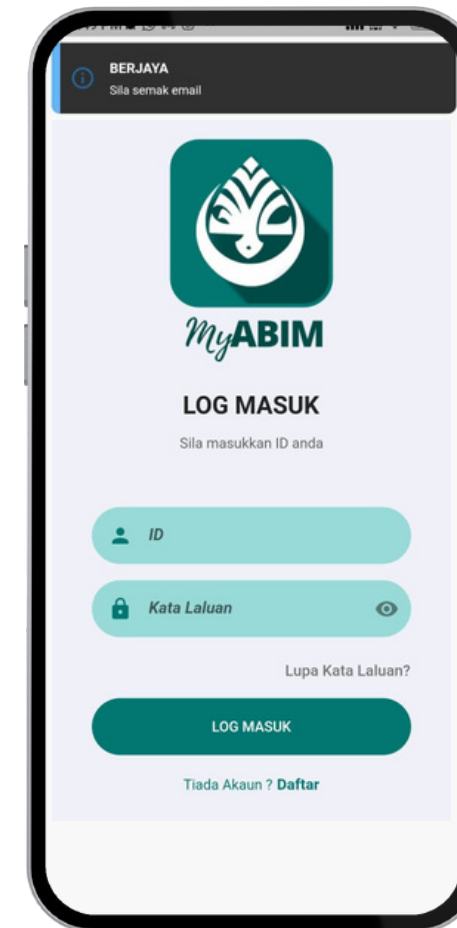 BERJAYA
Sila semak email
MyABIM
LOG MASUK
Sila masukkan ID anda
ID
Kata Laluan
Lupa Kata Laluan?
LOG MASUK
Tiada Akaun ? Daftar